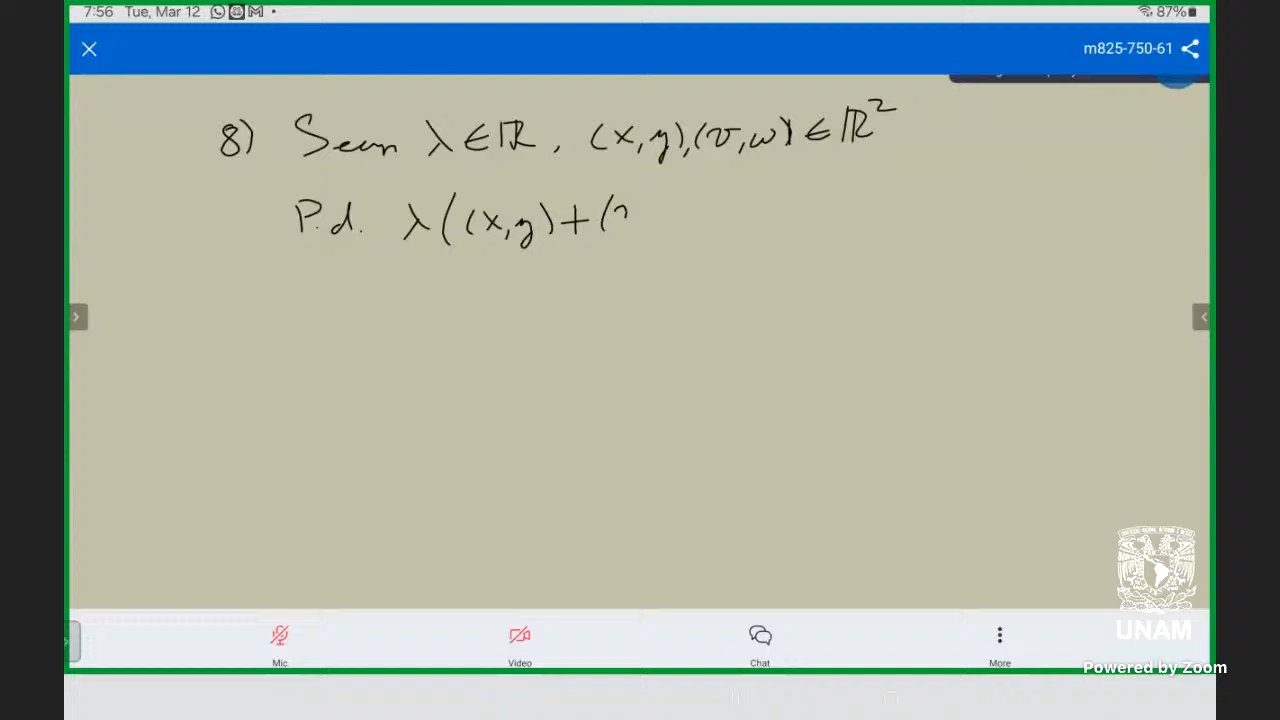 7:56 Tue, Mar 12
87%
m825-750-61
8) Sean λ∈ℝ, (x,y),(v,w)∈ℝ²
P.d. λ((x,y)+(
UNAM
Mic Video Chat More
Powered by Zoom